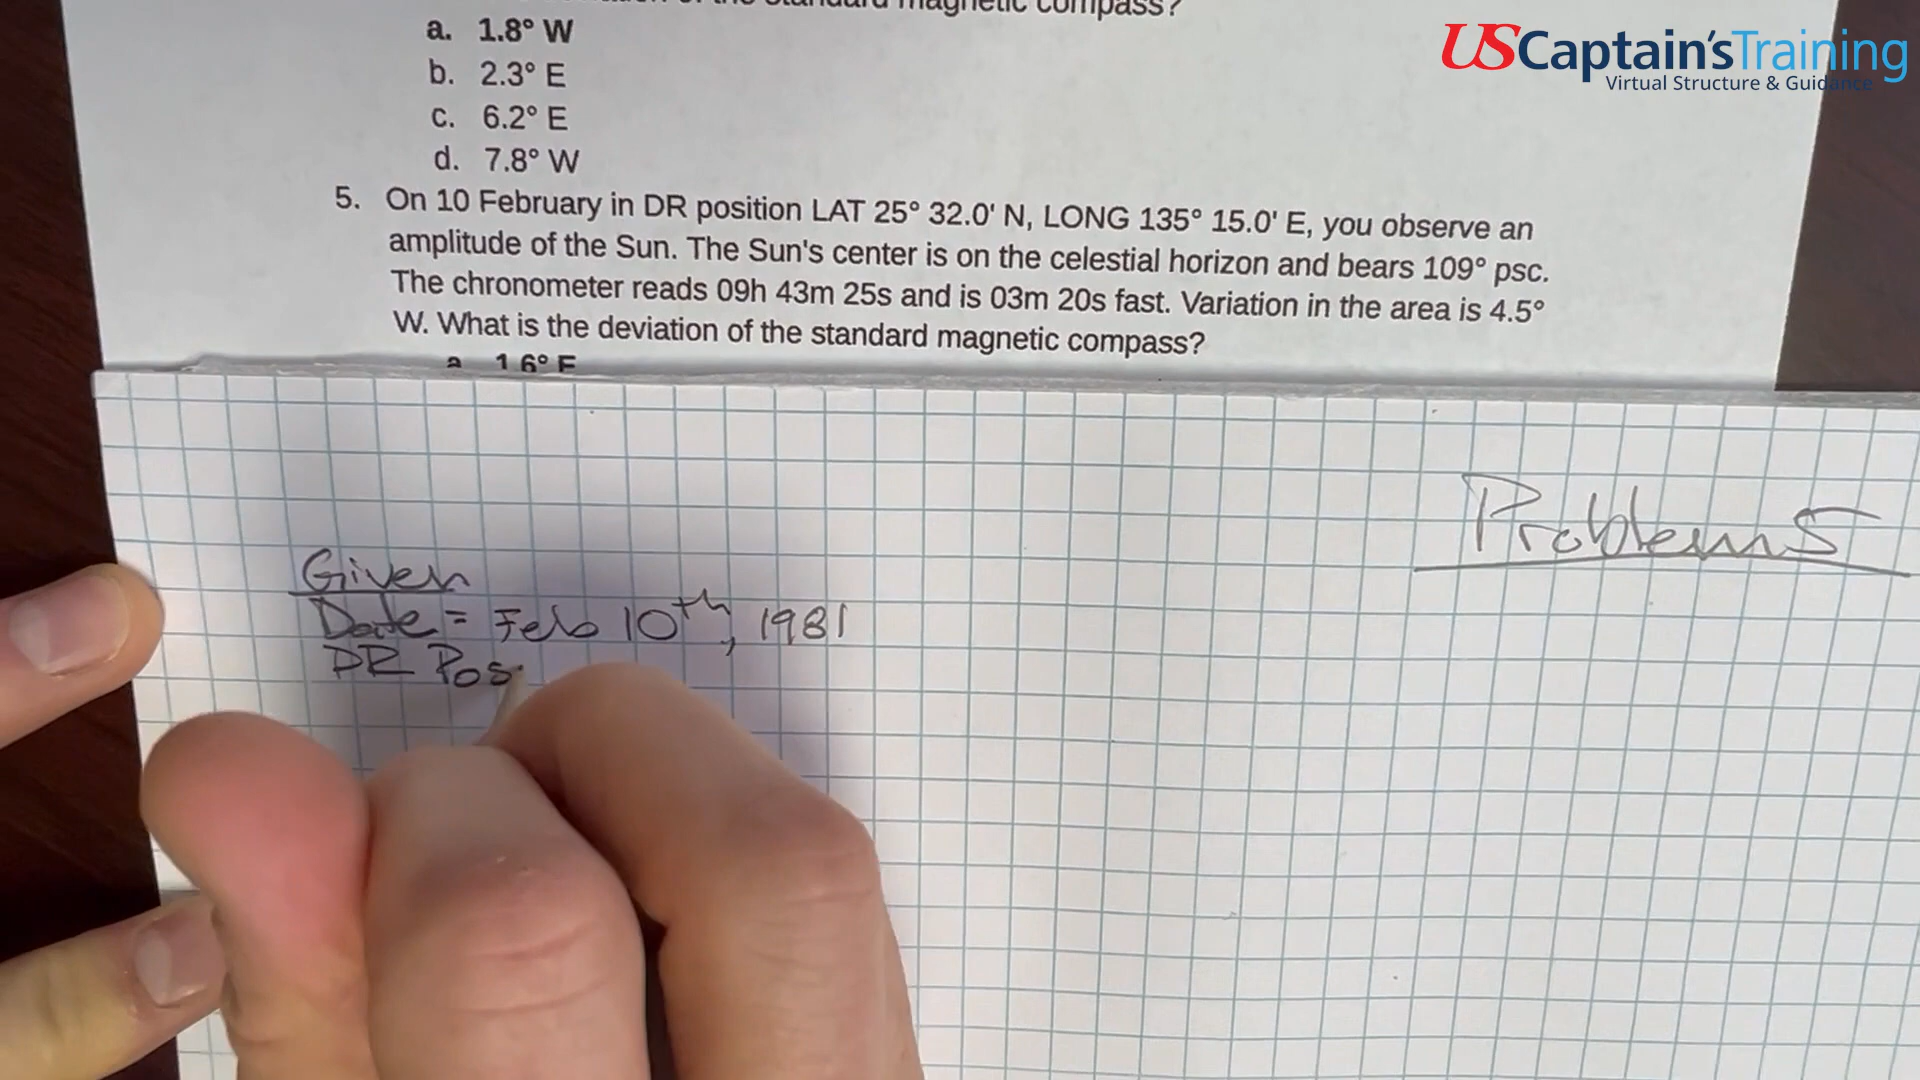 magnetic compass?
a. 1.8° W
b. 2.3° E
c. 6.2° E
d. 7.8° W
5. On 10 February in DR position LAT 25° 32.0' N, LONG 135° 15.0' E, you observe an
amplitude of the Sun. The Sun's center is on the celestial horizon and bears 109° psc.
The chronometer reads 09h 43m 25s and is 03m 20s fast. Variation in the area is 4.5°
W. What is the deviation of the standard magnetic compass?
a 1 6° E
USCaptain'sTraining
Virtual Structure & Guidance
Problem 5
Given
Date = Feb 10th, 1981
DR Pos